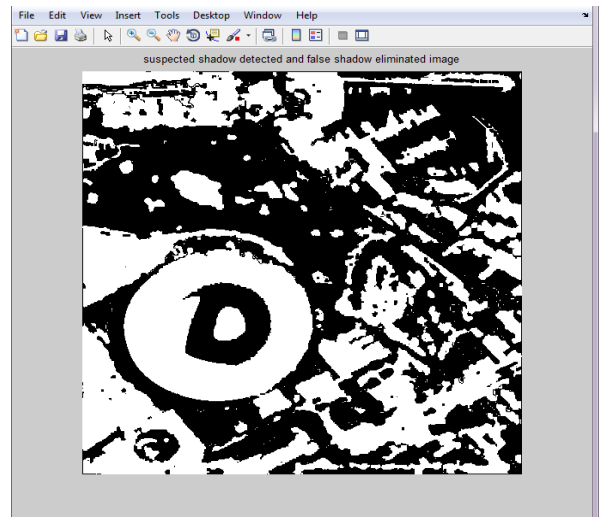 File Edit View Insert Tools Desktop Window Help
suspected shadow detected and false shadow eliminated image